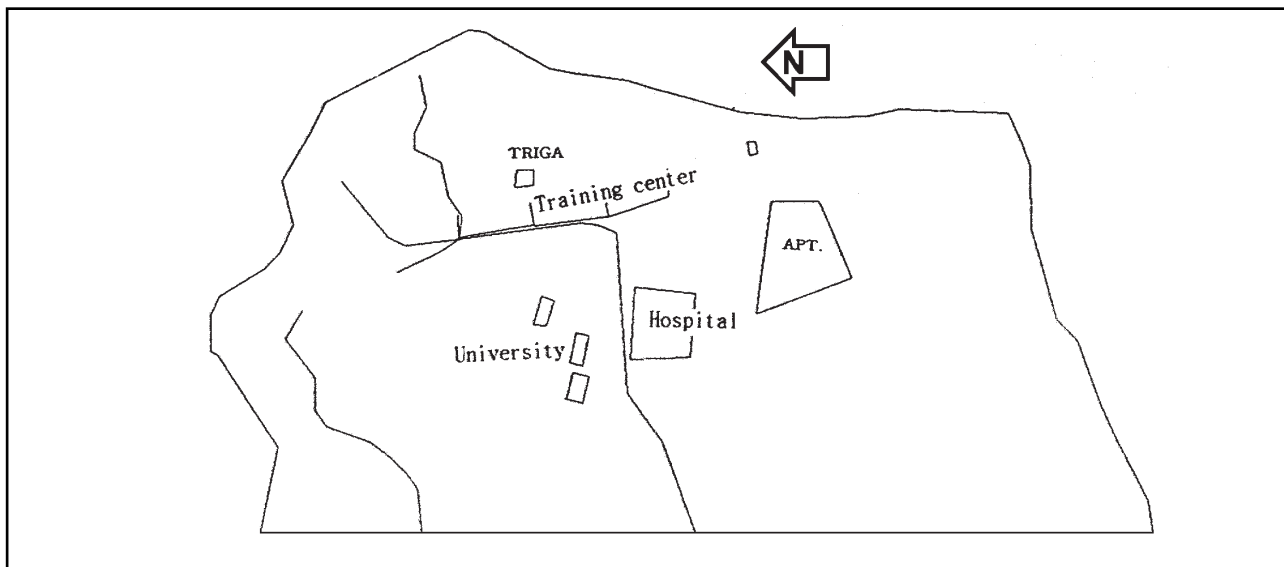 N
TRIGA
Training center
APT.
Hospital
University